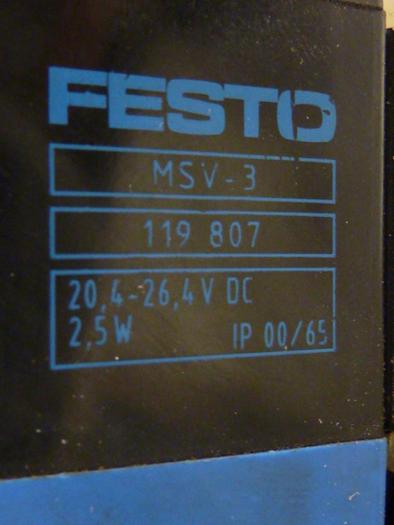 FESTO
MSV-3
119 807
20,4-26,4V DC
2,5W IP 00/65